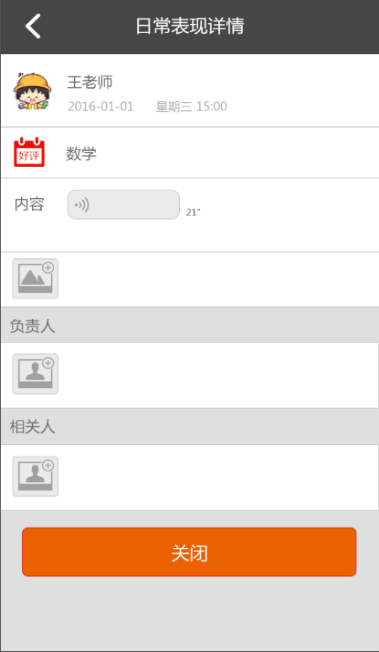 日常表现详情
王老师
2016-01-01 星期三 15:00
好评 数学
内容 21"
负责人
相关人
关闭